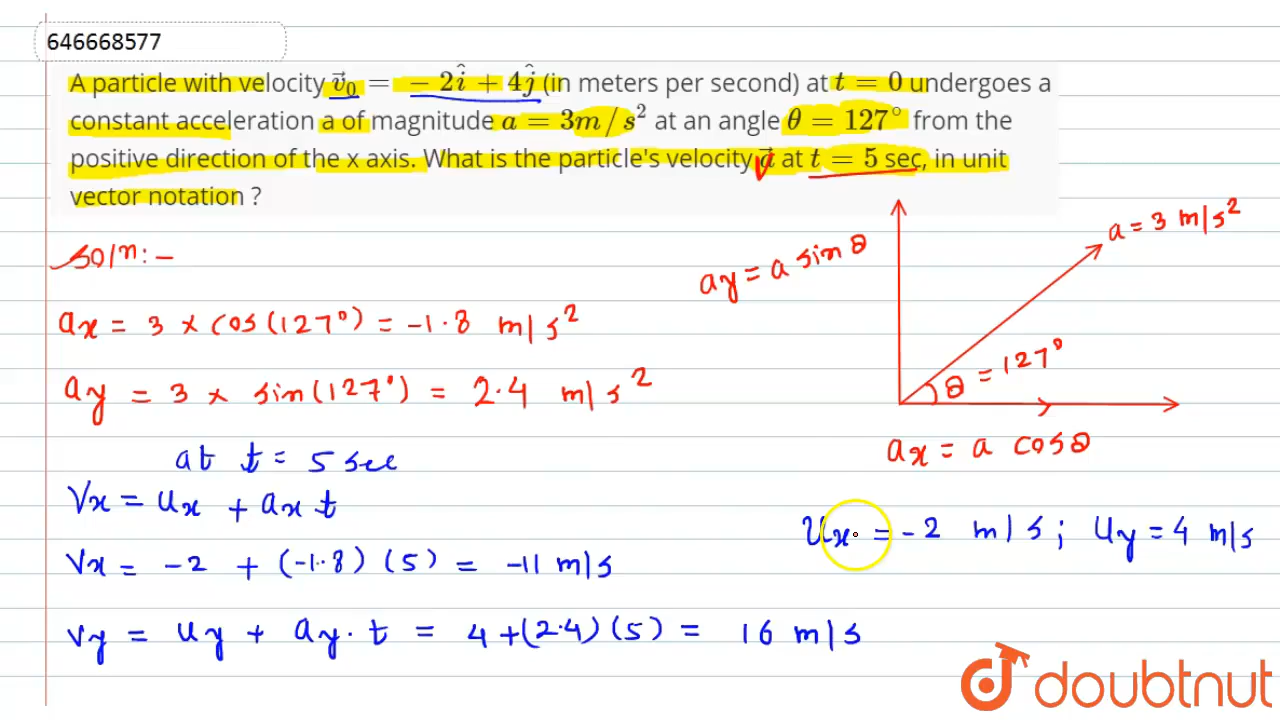 646668577
A particle with velocity v⃗₀ = −2î + 4ĵ (in meters per second) at t = 0 undergoes a
constant acceleration a of magnitude a = 3m/s² at an angle θ = 127° from the
positive direction of the x axis. What is the particle's velocity a⃗ at t = 5 sec, in unit
vector notation ?
V
Soln:-
ay = a sin θ
a = 3 m/s²
ax = 3 × cos(127°) = -1.8 m/s²
θ = 127°
ay = 3 × sin(127°) = 2.4 m/s²
ax = a cosθ
at t = 5 sec
Vx = Ux + ax t
Ux = -2 m/s; Uy = 4 m/s
Vx = -2 + (-1.8) (5) = -11 m/s
Vy = Uy + ay. t = 4+(2.4)(5) = 16 m/s
doubtnut